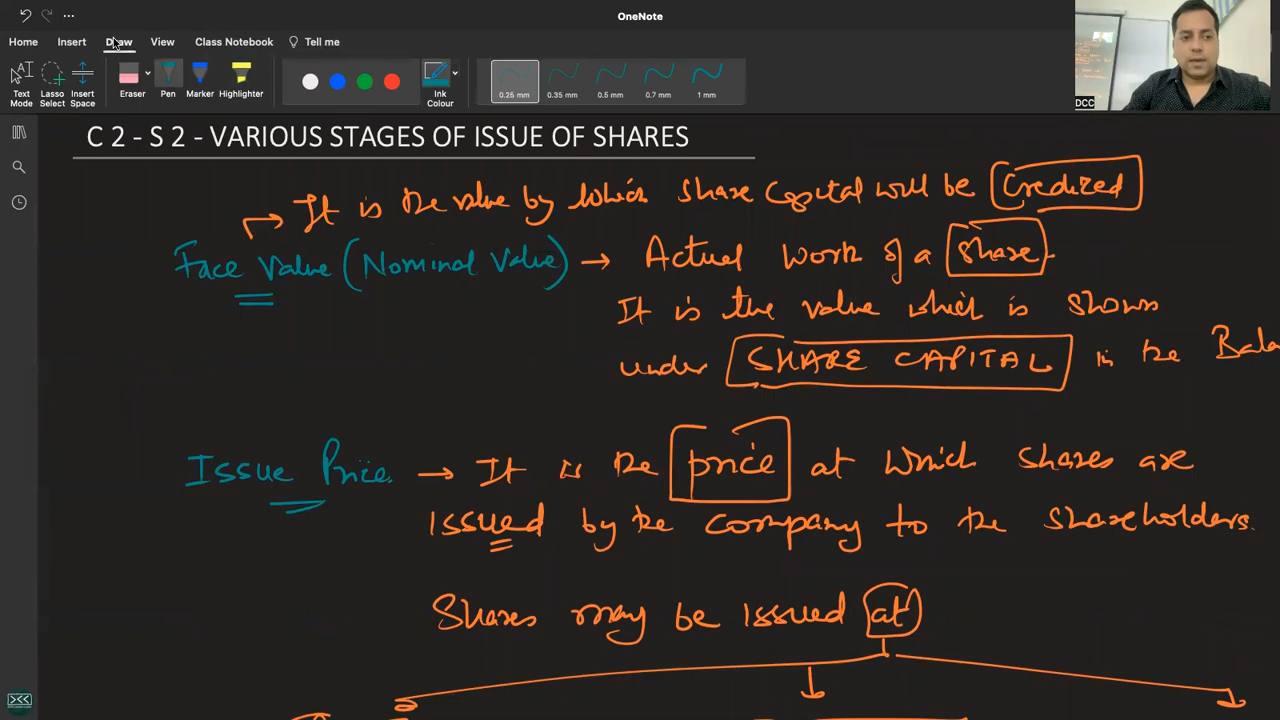 OneNote
Home Insert Draw View Class Notebook Tell me
Text Mode Lasso Select Insert Space Eraser Pen Marker Highlighter Ink Colour 0.25 mm 0.35 mm 0.5 mm 0.7 mm 1 mm
DCC
C 2 - S 2 - VARIOUS STAGES OF ISSUE OF SHARES
It is the value by which Share Capital will be Credited
Face Value (Nominal Value) → Actual work of a Share.
It is the value which is shown
under SHARE CAPITAL in the Bala
Issue Price. → It is the price at which shares are
issued by the company to the shareholders.
Shares may be issued at